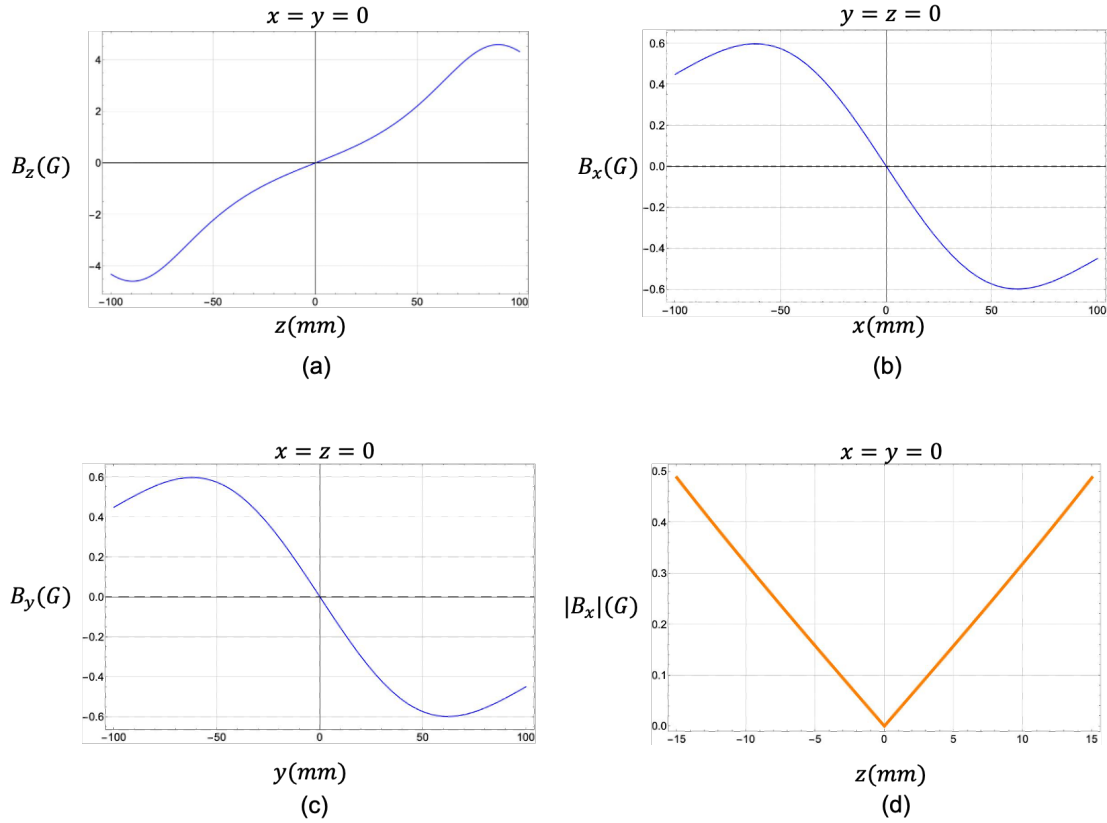 x = y = 0
B_z(G)
4
2
0
−2
−4
−100
−50
0
50
100
z(mm)
(a)
y = z = 0
B_x(G)
0.6
0.4
0.2
0.0
−0.2
−0.4
−0.6
−100
−50
0
50
100
x(mm)
(b)
x = z = 0
B_y(G)
0.6
0.4
0.2
0.0
−0.2
−0.4
−0.6
−100
−50
0
50
100
y(mm)
(c)
x = y = 0
|B_x|(G)
0.5
0.4
0.3
0.2
0.1
0.0
−15
−10
−5
0
5
10
15
z(mm)
(d)